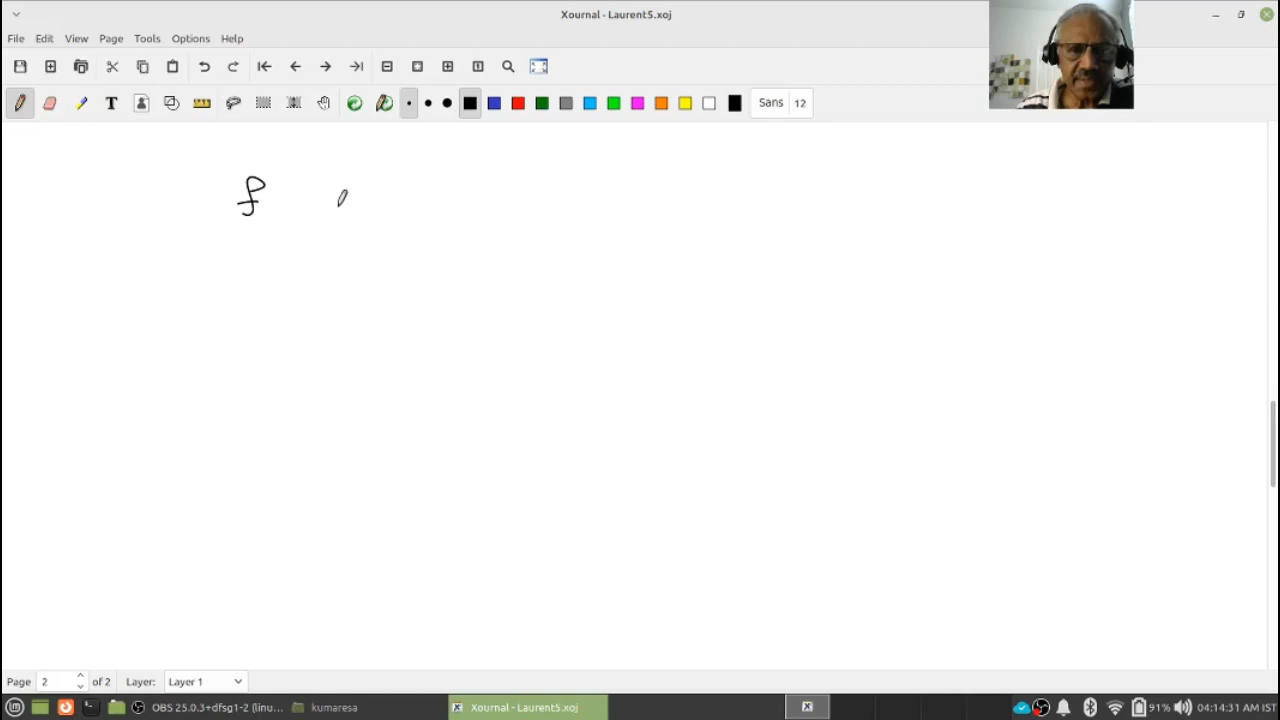 Xournal - Laurent5.xoj
File Edit View Page Tools Options Help
T Sans 12
f
Page 2 of 2 Layer: Layer 1
OBS 25.0.3+dfsg1-2 (linu... kumaresa Xournal - Laurent5.xoj 91% 04:14:31 AM IST